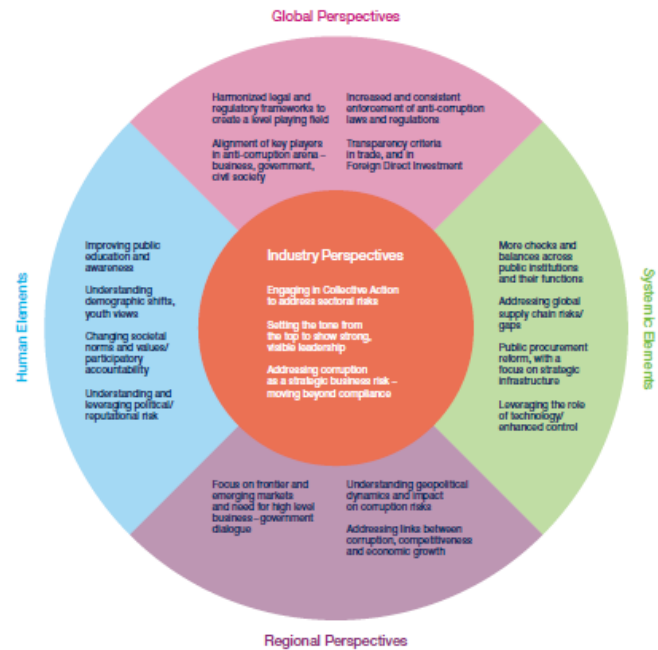 Global Perspectives
Harmonized legal and
regulatory frameworks to
create a level playing field
Alignment of key players
in anti-corruption arena –
business, government,
civil society
Increased and consistent
enforcement of anti-corruption
laws and regulations
Transparency criteria
in trade, and in
Foreign Direct Investment
Human Elements
Improving public
education and
awareness
Understanding
demographic shifts,
youth views
Changing societal
norms and values/
participatory
accountability
Understanding and
leveraging political/
reputational risk
Industry Perspectives
Engaging in Collective Action
to address sectoral risks
Setting the tone from
the top to show strong,
visible leadership
Addressing corruption
as a strategic business risk –
moving beyond compliance
More checks and
balances across
public institutions
and their functions
Addressing global
supply chain risks/
gaps
Public procurement
reform, with a
focus on strategic
infrastructure
Leveraging the role
of technology/
enhanced control
Systemic Elements
Focus on frontier and
emerging markets
and need for high level
business–government
dialogue
Understanding geopolitical
dynamics and impact
on corruption risks
Addressing links between
corruption, competitiveness
and economic growth
Regional Perspectives